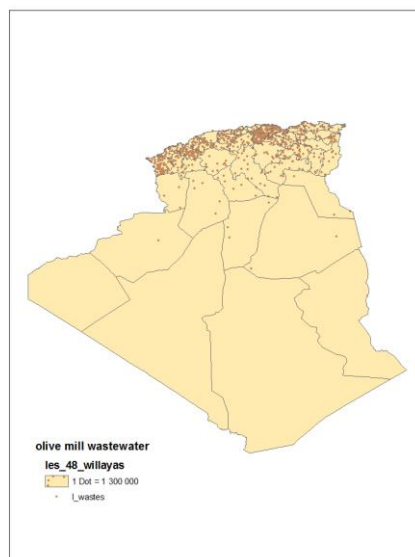 olive mill wastewater
les_48_willayas
1 Dot = 1 300 000
l_wastes